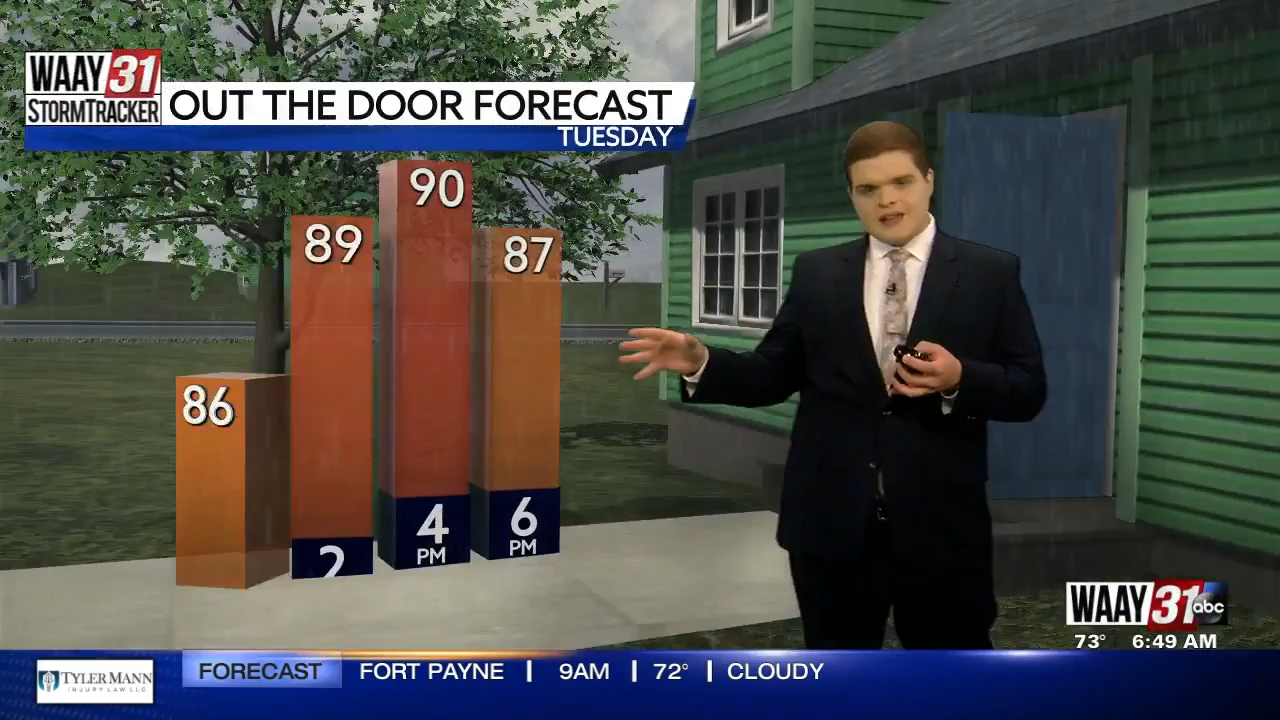 WAAY 31
STORMTRACKER
OUT THE DOOR FORECAST
TUESDAY
86
89
90
87
2
4
PM
6
PM
WAAY 31 abc
73° 6:49 AM
TYLER MANN
INJURY LAW LLC
FORECAST FORT PAYNE | 9AM | 72° | CLOUDY